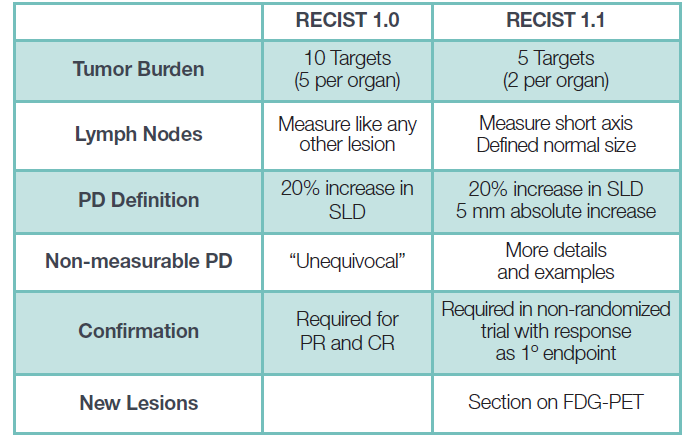 RECIST 1.0 RECIST 1.1
Tumor Burden
10 Targets
(5 per organ)
5 Targets
(2 per organ)
Lymph Nodes
Measure like any
other lesion
Measure short axis
Defined normal size
PD Definition
20% increase in
SLD
20% increase in SLD
5 mm absolute increase
Non-measurable PD
“Unequivocal”
More details
and examples
Confirmation
Required for
PR and CR
Required in non-randomized
trial with response
as 1º endpoint
New Lesions
Section on FDG-PET